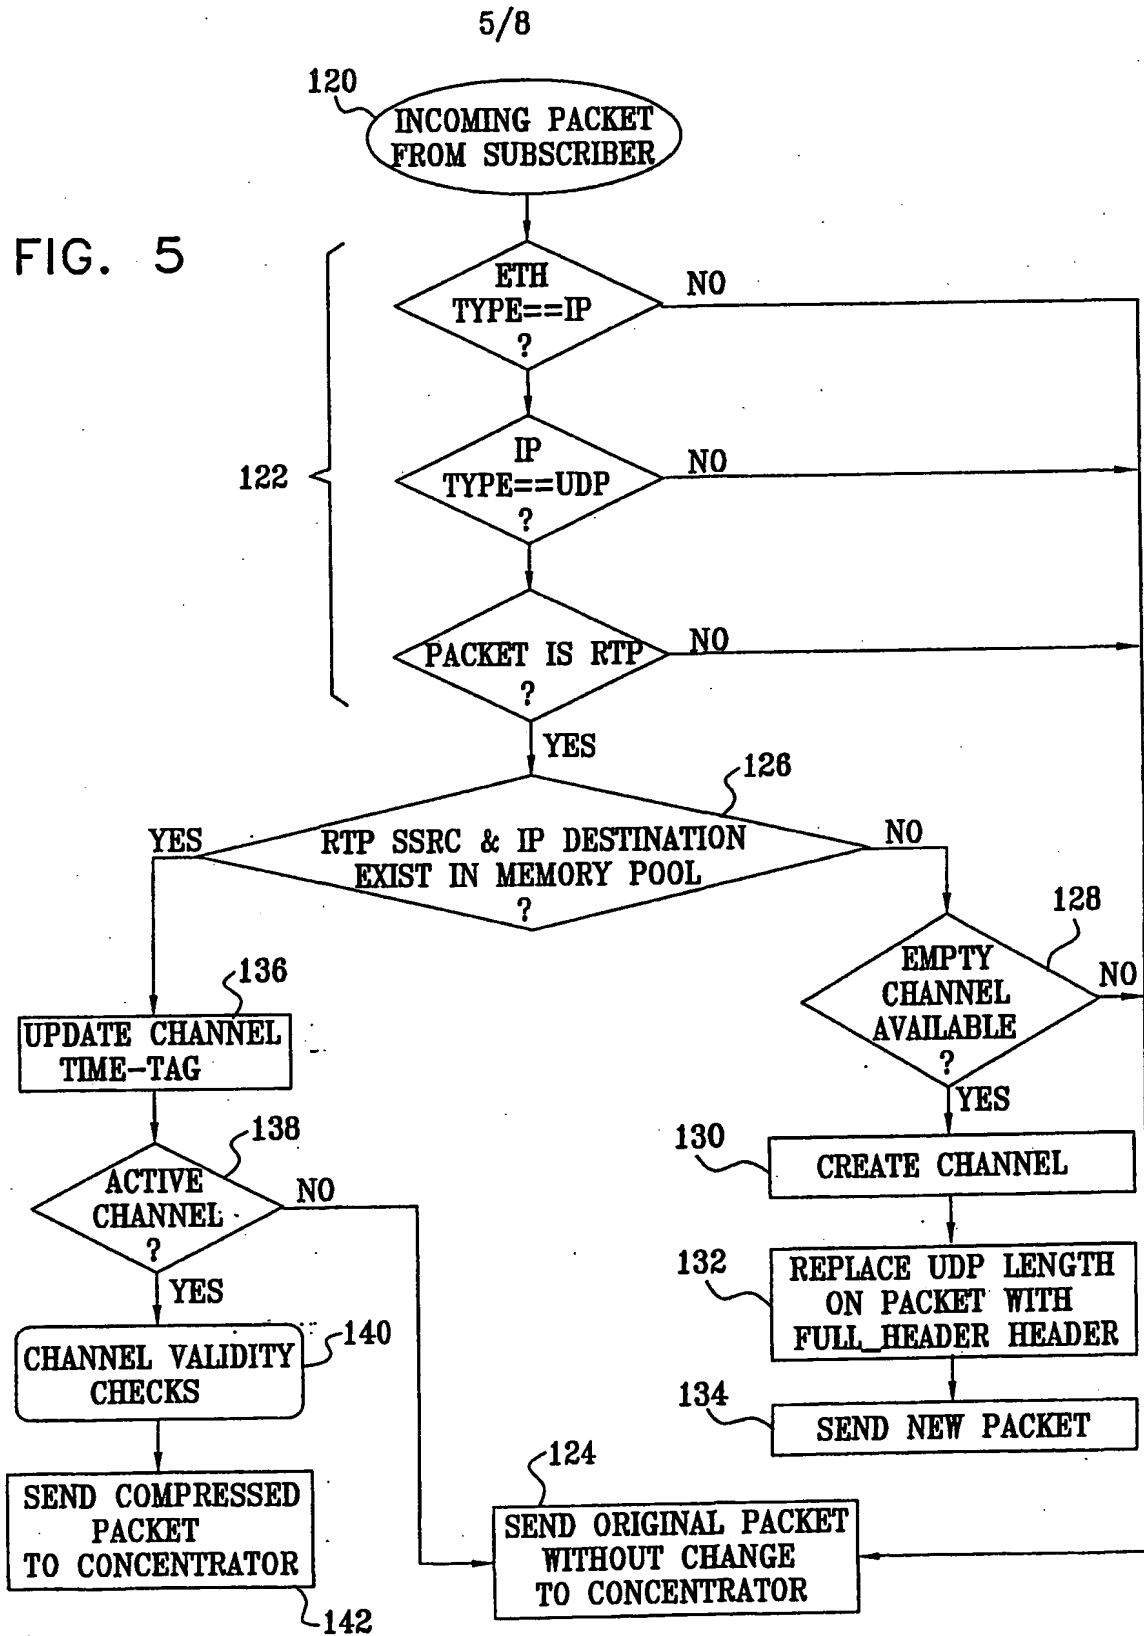 5/8
120
INCOMING PACKET
FROM SUBSCRIBER
FIG. 5
ETH
TYPE==IP
?
NO
122
IP
TYPE==UDP
?
NO
PACKET IS RTP
?
NO
YES
126
YES
RTP SSRC & IP DESTINATION
EXIST IN MEMORY POOL
?
NO
128
EMPTY
CHANNEL
AVAILABLE
?
NO
YES
136
UPDATE CHANNEL
TIME-TAG
138
ACTIVE
CHANNEL
?
NO
YES
130
CREATE CHANNEL
132
REPLACE UDP LENGTH
ON PACKET WITH
FULL_HEADER HEADER
140
CHANNEL VALIDITY
CHECKS
134
SEND NEW PACKET
124
SEND ORIGINAL PACKET
WITHOUT CHANGE
TO CONCENTRATOR
SEND COMPRESSED
PACKET
TO CONCENTRATOR
142